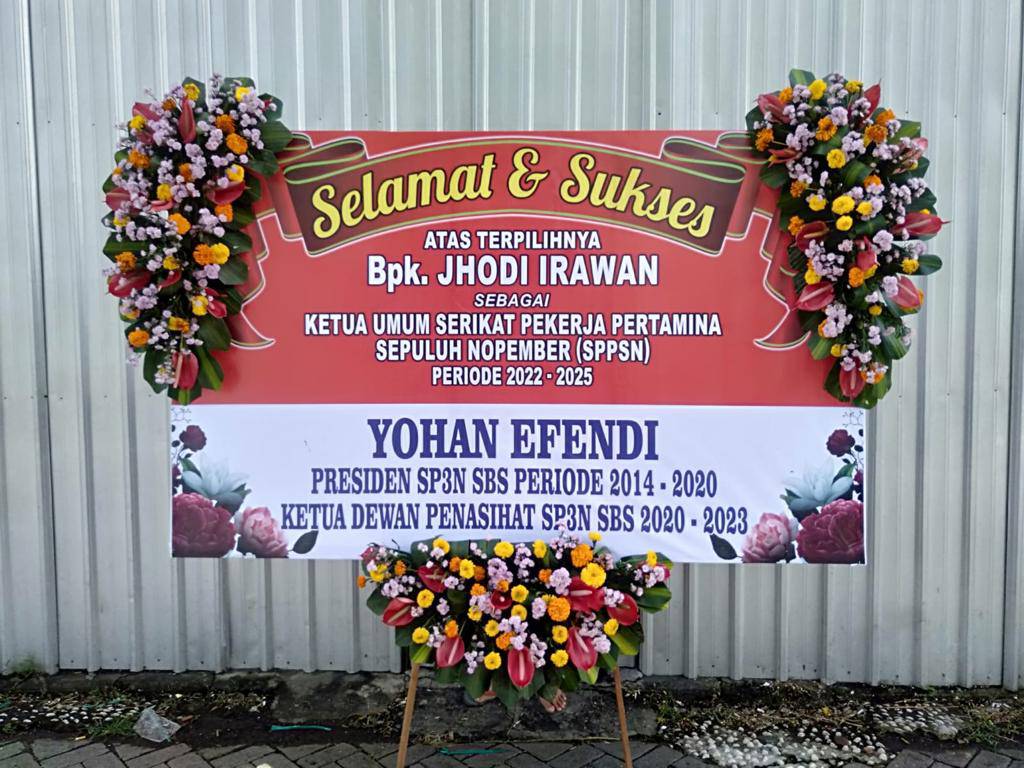 Selamat & Sukses
ATAS TERPILIHNYA
Bpk. JHODI IRAWAN
SEBAGAI
KETUA UMUM SERIKAT PEKERJA PERTAMINA
SEPULUH NOPEMBER (SPPSN)
PERIODE 2022 - 2025
YOHAN EFENDI
PRESIDEN SP3N SBS PERIODE 2014 - 2020
KETUA DEWAN PENASIHAT SP3N SBS 2020 - 2023